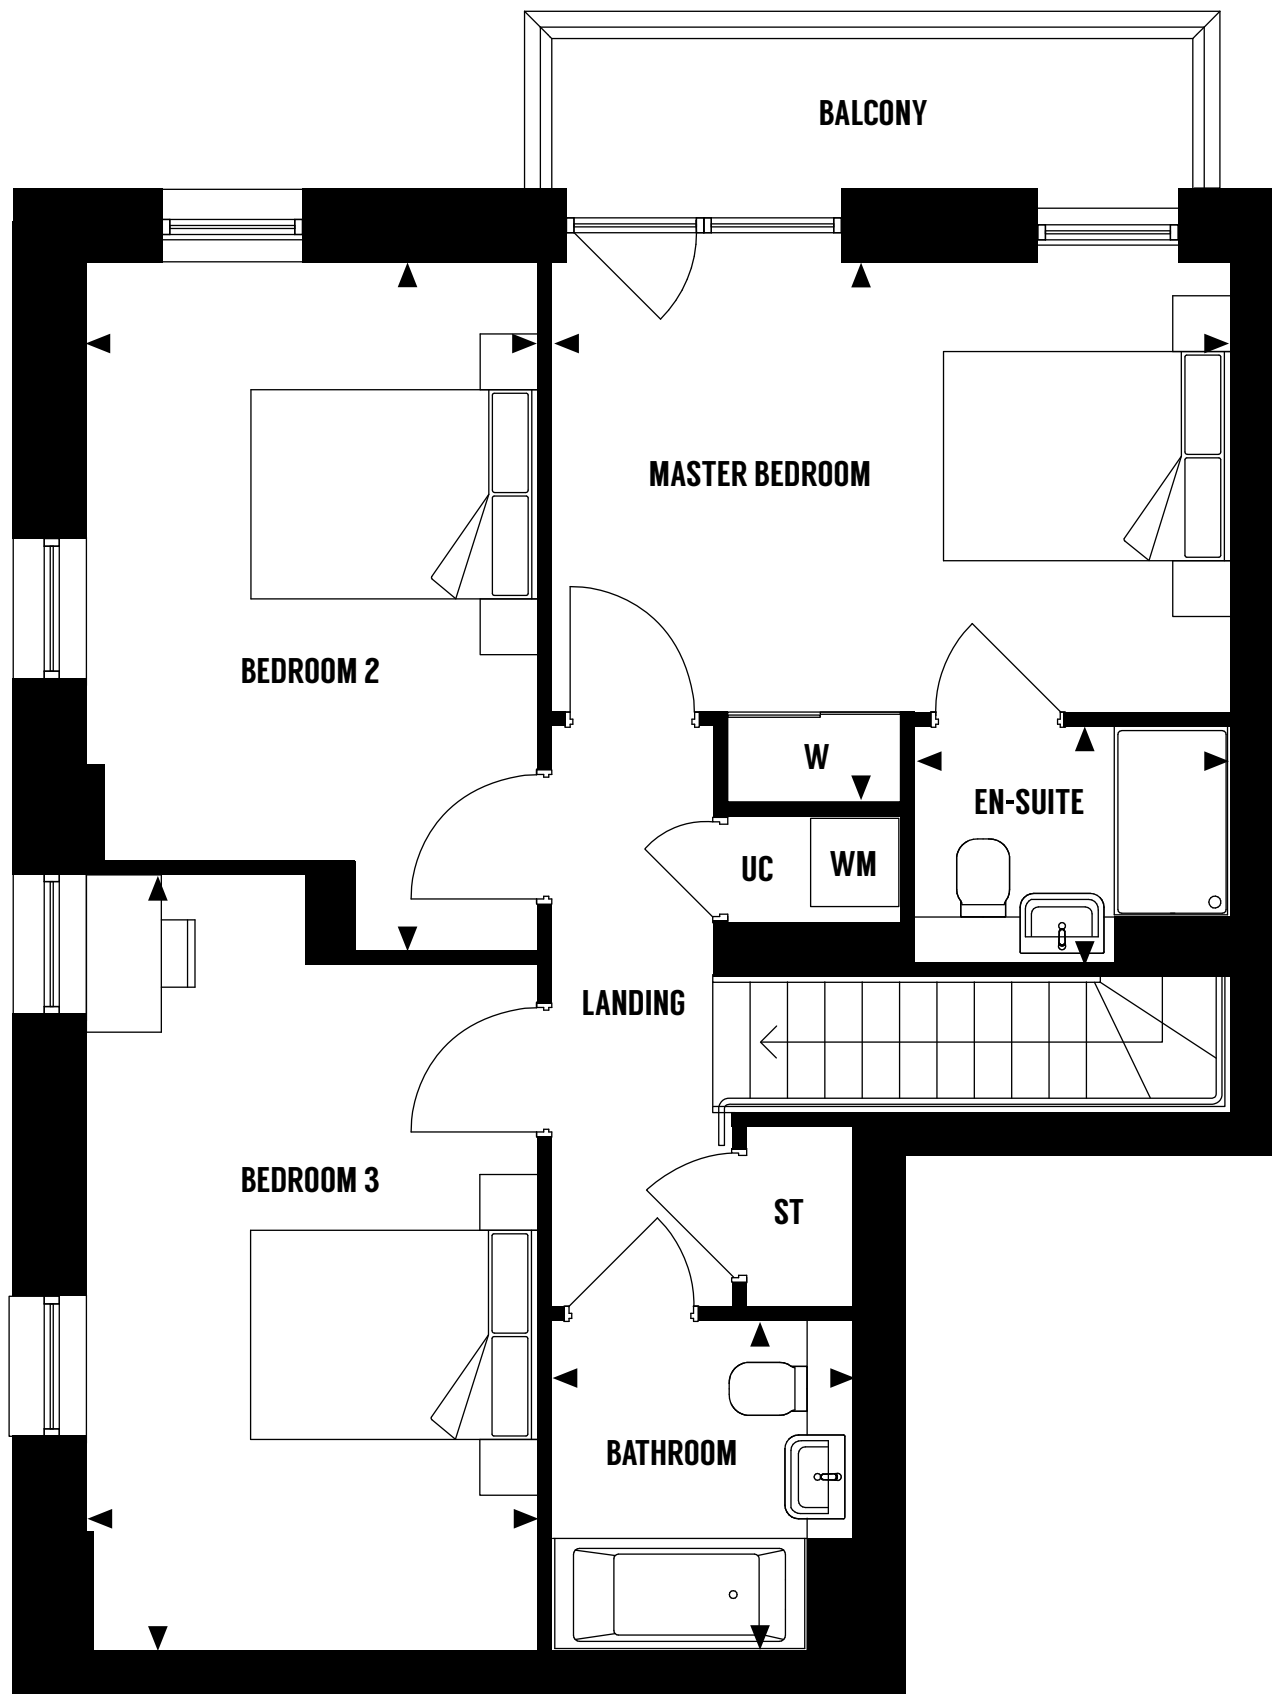 BALCONY
MASTER BEDROOM
BEDROOM 2
W
EN-SUITE
UC
WM
LANDING
BEDROOM 3
ST
BATHROOM